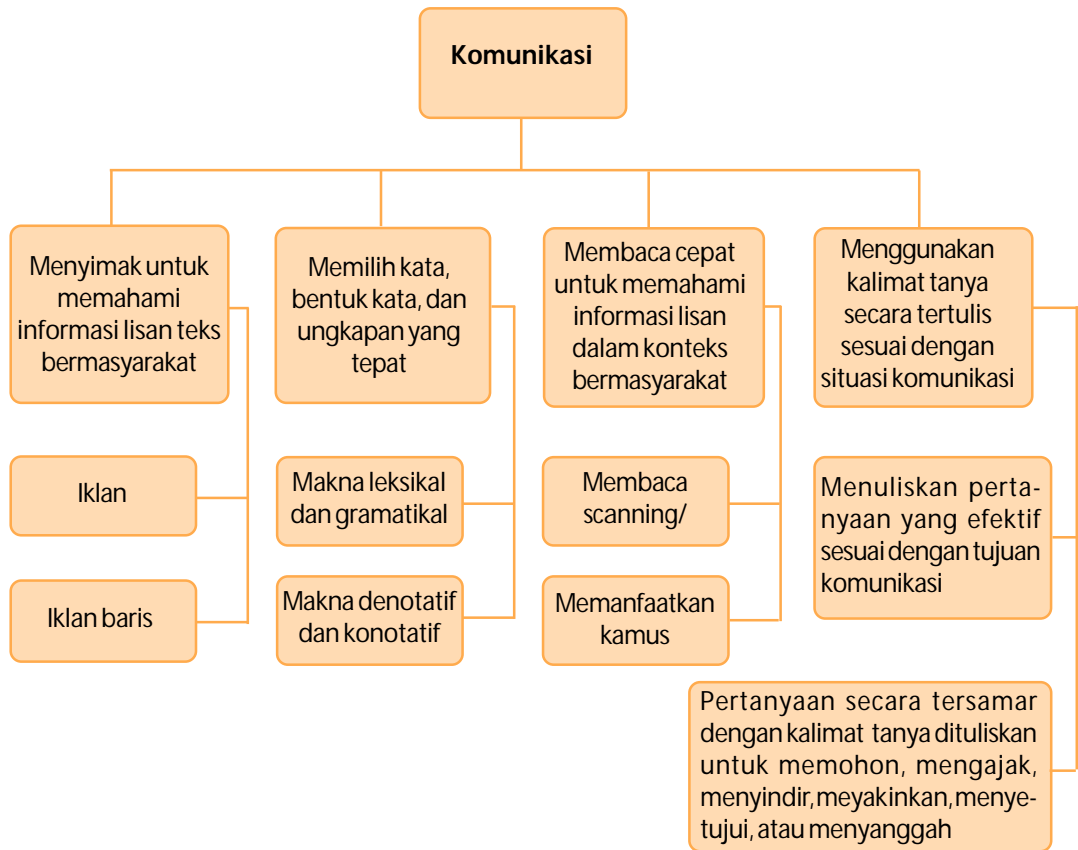 Komunikasi
Menyimak untuk
memahami
informasi lisan teks
bermasyarakat
Iklan
Iklan baris
Memilih kata,
bentuk kata, dan
ungkapan yang
tepat
Makna leksikal
dan gramatikal
Makna denotatif
dan konotatif
Membaca cepat
untuk memahami
informasi lisan
dalam konteks
bermasyarakat
Membaca
scanning/
Memanfaatkan
kamus
Menggunakan
kalimat tanya
secara tertulis
sesuai dengan
situasi komunikasi
Menuliskan perta-
nyaan yang efektif
sesuai dengan tujuan
komunikasi
Pertanyaan secara tersamar
dengan kalimat tanya dituliskan
untuk memohon, mengajak,
menyindir, meyakinkan, menye-
tujui, atau menyanggah